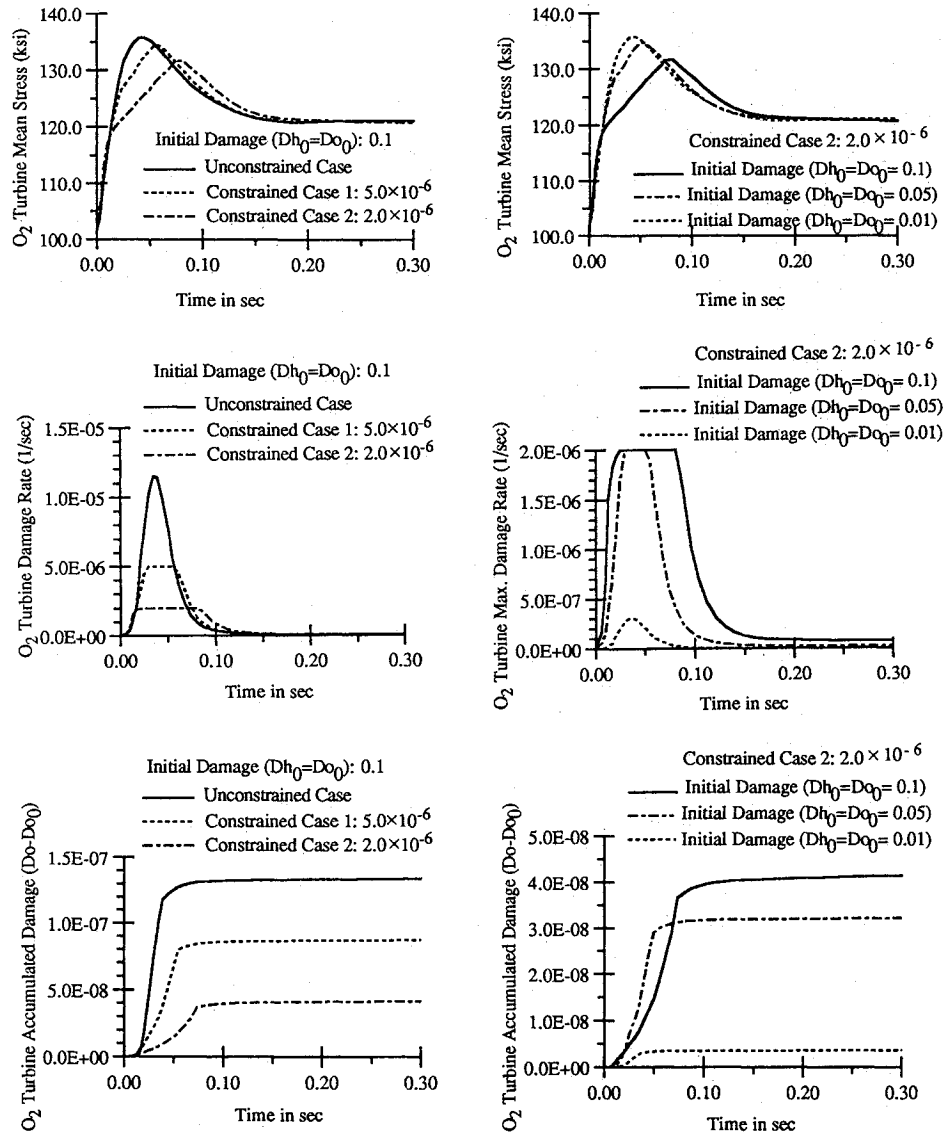 O2 Turbine Mean Stress (ksi)
140.0
130.0
120.0
110.0
100.0
Initial Damage (Dh0=Do0): 0.1
Unconstrained Case
Constrained Case 1: 5.0×10-6
Constrained Case 2: 2.0×10-6
0.00 0.10 0.20 0.30
Time in sec
O2 Turbine Mean Stress (ksi)
140.0
130.0
120.0
110.0
100.0
Constrained Case 2: 2.0 × 10-6
Initial Damage (Dh0=Do0= 0.1)
Initial Damage (Dh0=Do0= 0.05)
Initial Damage (Dh0=Do0= 0.01)
0.00 0.10 0.20 0.30
Time in sec
Initial Damage (Dh0=Do0): 0.1
Unconstrained Case
Constrained Case 1: 5.0×10-6
Constrained Case 2: 2.0×10-6
O2 Turbine Damage Rate (1/sec)
1.5E-05
1.0E-05
5.0E-06
0.0E+00
0.00 0.10 0.20 0.30
Time in sec
Constrained Case 2: 2.0 × 10-6
Initial Damage (Dh0=Do0= 0.1)
Initial Damage (Dh0=Do0= 0.05)
Initial Damage (Dh0=Do0= 0.01)
O2 Turbine Max. Damage Rate (1/sec)
2.0E-06
1.5E-06
1.0E-06
5.0E-07
0.0E+00
0.00 0.10 0.20 0.30
Time in sec
Initial Damage (Dh0=Do0): 0.1
Unconstrained Case
Constrained Case 1: 5.0×10-6
Constrained Case 2: 2.0×10-6
O2 Turbine Accumulated Damage (Do-Do0)
1.5E-07
1.0E-07
5.0E-08
0.0E+00
0.00 0.10 0.20 0.30
Time in sec
Constrained Case 2: 2.0 × 10-6
Initial Damage (Dh0=Do0= 0.1)
Initial Damage (Dh0=Do0= 0.05)
Initial Damage (Dh0=Do0= 0.01)
O2 Turbine Accumulated Damage (Do-Do0)
5.0E-08
4.0E-08
3.0E-08
2.0E-08
1.0E-08
0.0E+00
0.00 0.10 0.20 0.30
Time in sec